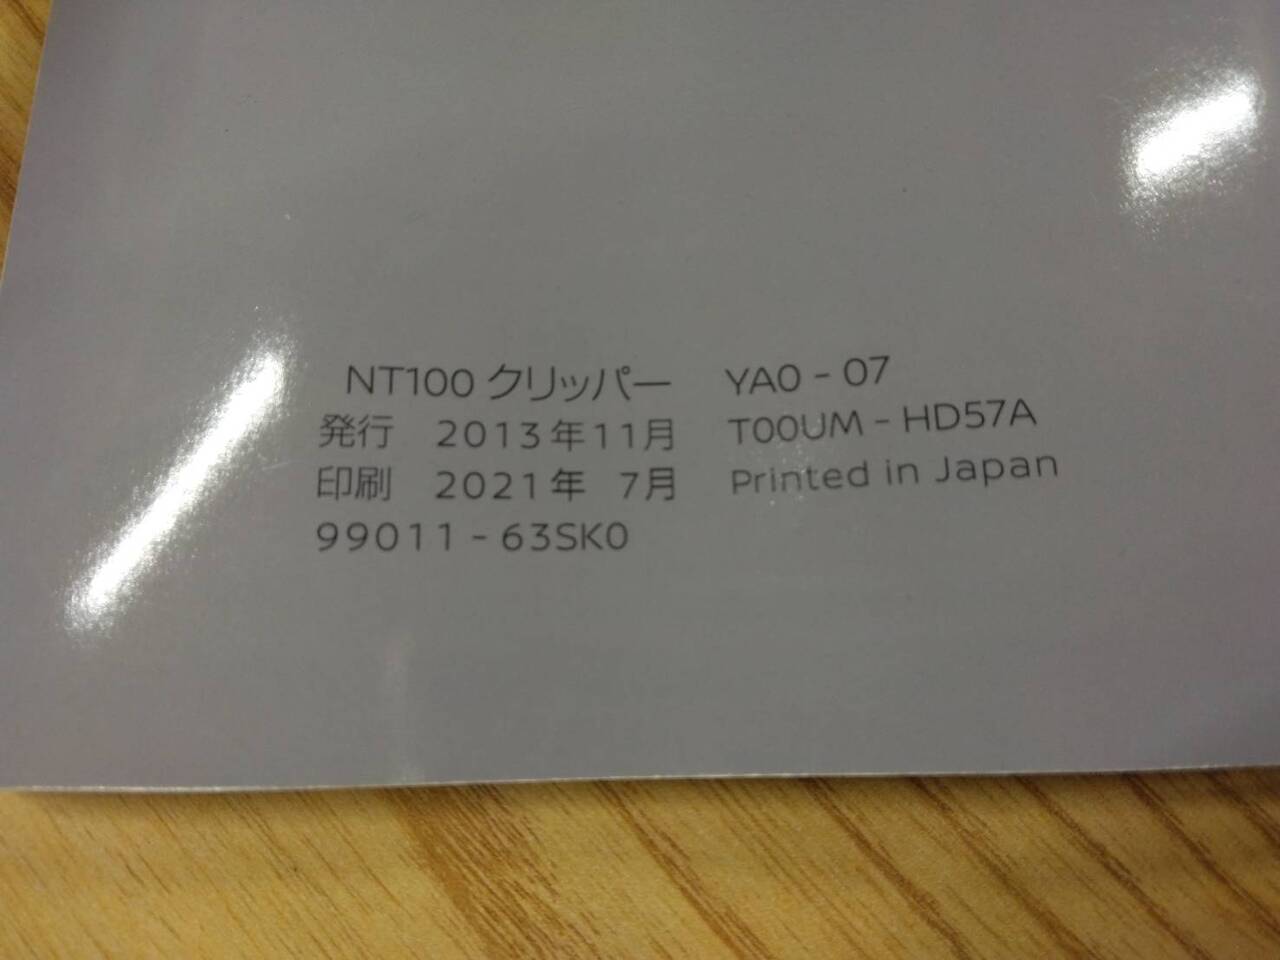 NT100 クリッパー YA0-07
発行 2013年11月 T00UM-HD57A
印刷 2021年 7月 Printed in Japan
99011-63SK0